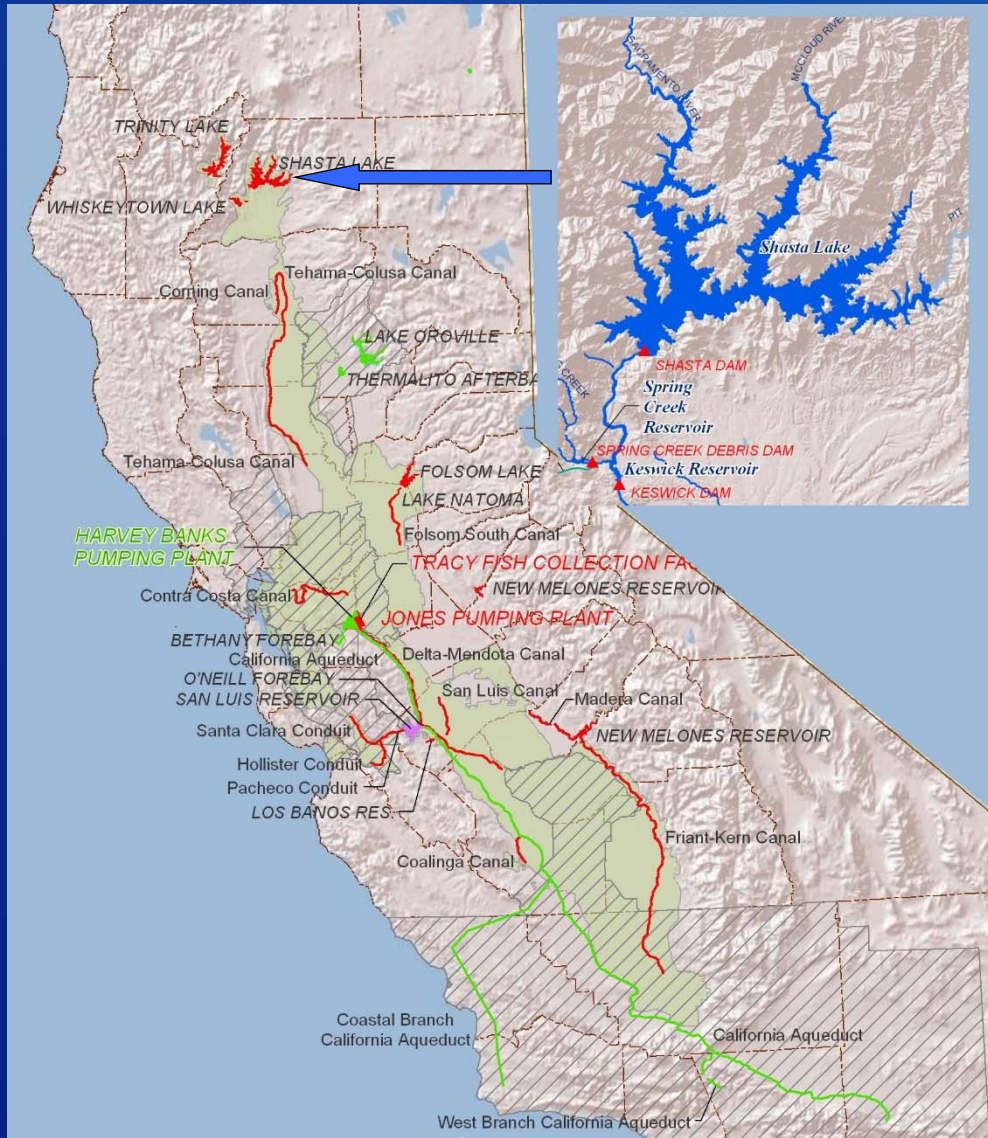 TRINITY LAKE
SHASTA LAKE
WHISKEYTOWN LAKE
Tehama-Colusa Canal
Corning Canal
LAKE OROVILLE
THERMALITO AFTERBA
Tehama-Colusa Canal
FOLSOM LAKE
LAKE NATOMA
Folsom South Canal
HARVEY BANKS
PUMPING PLANT
TRACY FISH COLLECTION FAC
NEW MELONES RESERVOIR
Contra Costa Canal
JONES PUMPING PLANT
BETHANY FOREBAY
California Aqueduct
Delta-Mendota Canal
O'NEILL FOREBAY
SAN LUIS RESERVOIR
San Luis Canal
Madera Canal
Santa Clara Conduit
NEW MELONES RESERVOIR
Hollister Conduit
Pacheco Conduit
LOS BANOS RES.
Coalinga Canal
Friant-Kern Canal
Coastal Branch
California Aqueduct
California Aqueduct
West Branch California Aqueduct
SACRAMENTO RIVER
MCCLOUD RIVER
PIT
Shasta Lake
SHASTA DAM
CREEK
Spring
Creek
Reservoir
SPRING CREEK DEBRIS DAM
Keswick Reservoir
KESWICK DAM